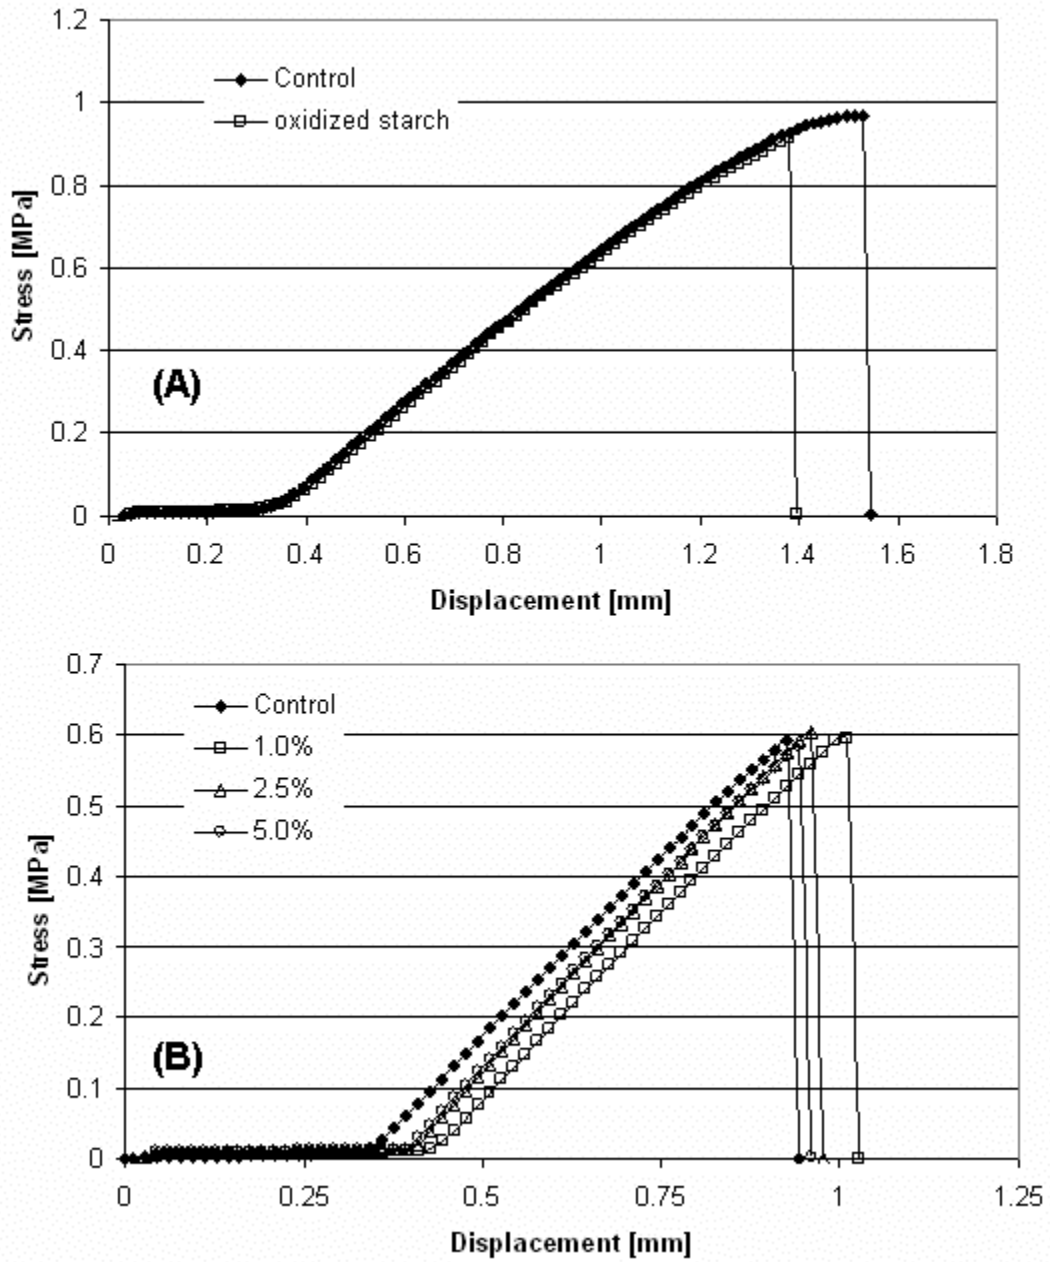 1.2
1
0.8
0.6
0.4
0.2
0
Stress [MPa]
Control
oxidized starch
(A)
0 0.2 0.4 0.6 0.8 1 1.2 1.4 1.6 1.8
Displacement [mm]
0.7
0.6
0.5
0.4
0.3
0.2
0.1
0
Stress [MPa]
Control
1.0%
2.5%
5.0%
(B)
0 0.25 0.5 0.75 1 1.25
Displacement [mm]